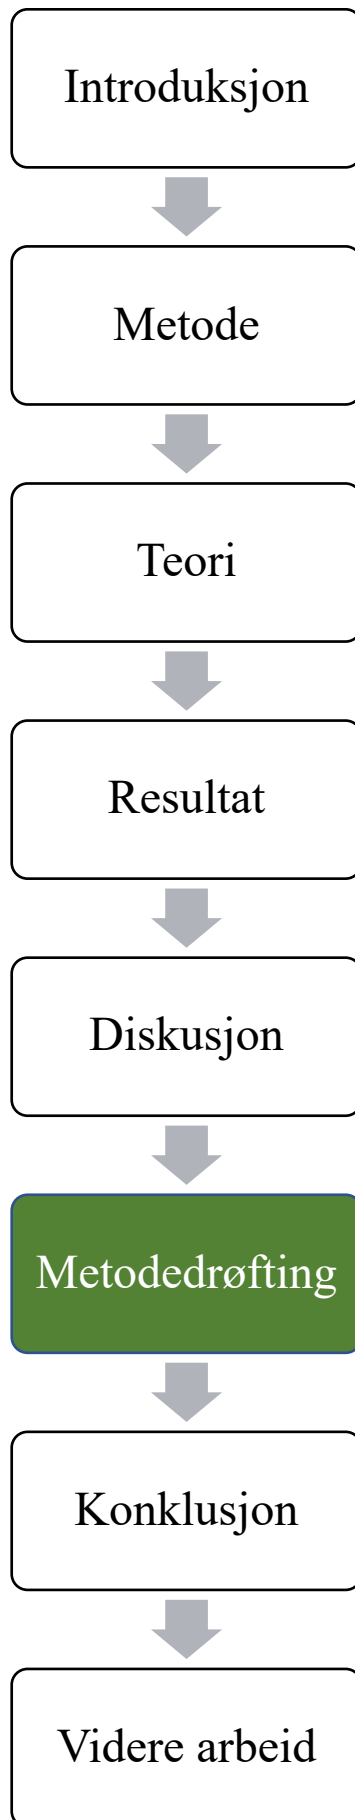 Introduksjon
Metode
Teori
Resultat
Diskusjon
Metodedrøfting
Konklusjon
Videre arbeid